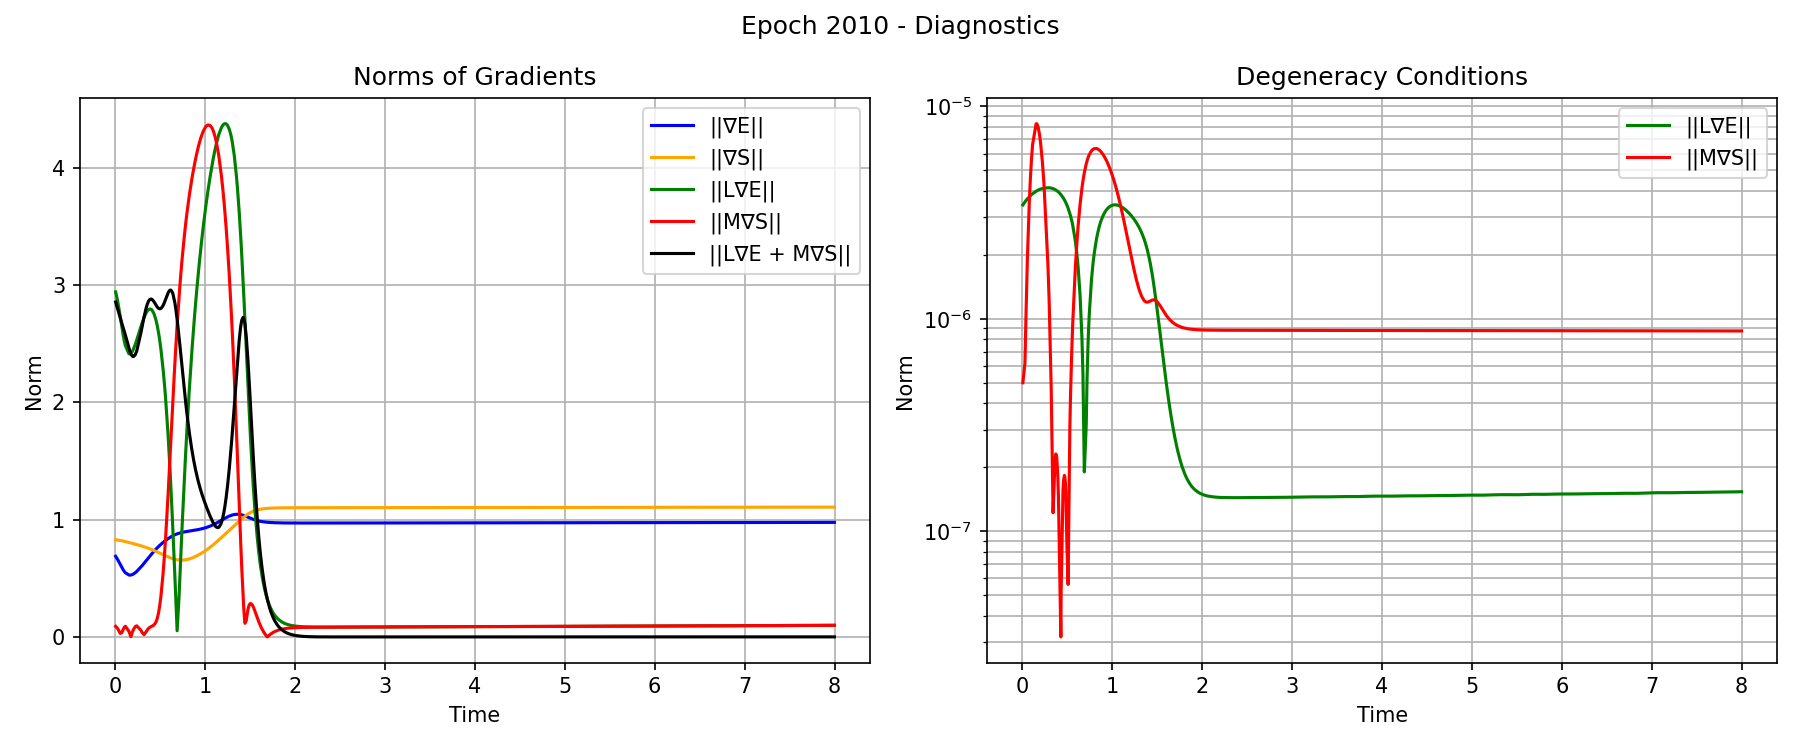 Epoch 2010 - Diagnostics
Norms of Gradients
||∇E||
||∇S||
||L∇E||
||M∇S||
||L∇E + M∇S||
4
3
2
1
0
Norm
0 1 2 3 4 5 6 7 8
Time
Degeneracy Conditions
||L∇E||
||M∇S||
10⁻⁵
10⁻⁶
10⁻⁷
Norm
0 1 2 3 4 5 6 7 8
Time